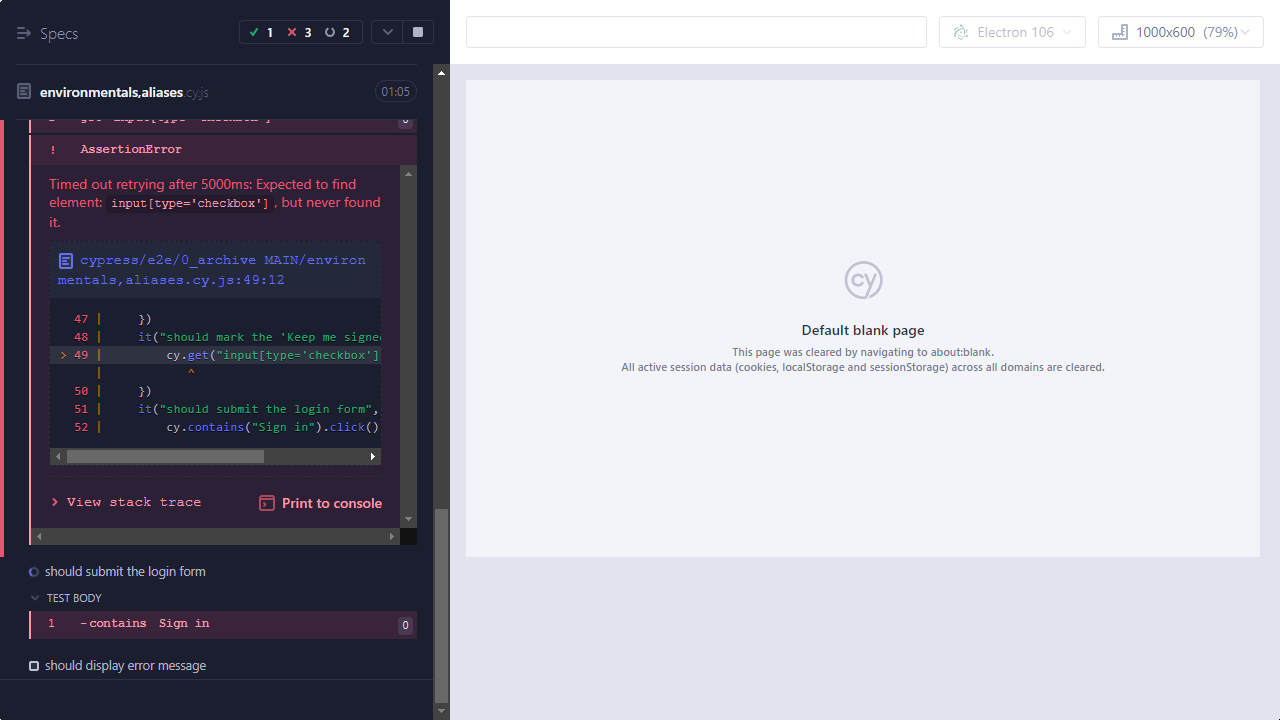 Specs
1 3 2
Electron 106
1000x600 (79%)
environmentals,aliases.cy.js
01:05
! AssertionError
Timed out retrying after 5000ms: Expected to find
element: input[type='checkbox'], but never found
it.
cypress/e2e/0_archive MAIN/environ
mentals,aliases.cy.js:49:12
47 | })
48 | it("should mark the 'Keep me signed
> 49 | cy.get("input[type='checkbox']
| ^
50 | })
51 | it("should submit the login form",
52 | cy.contains("Sign in").click()
View stack trace
Print to console
should submit the login form
TEST BODY
1 -contains Sign in 0
should display error message
cy
Default blank page
This page was cleared by navigating to about:blank.
All active session data (cookies, localStorage and sessionStorage) across all domains are cleared.